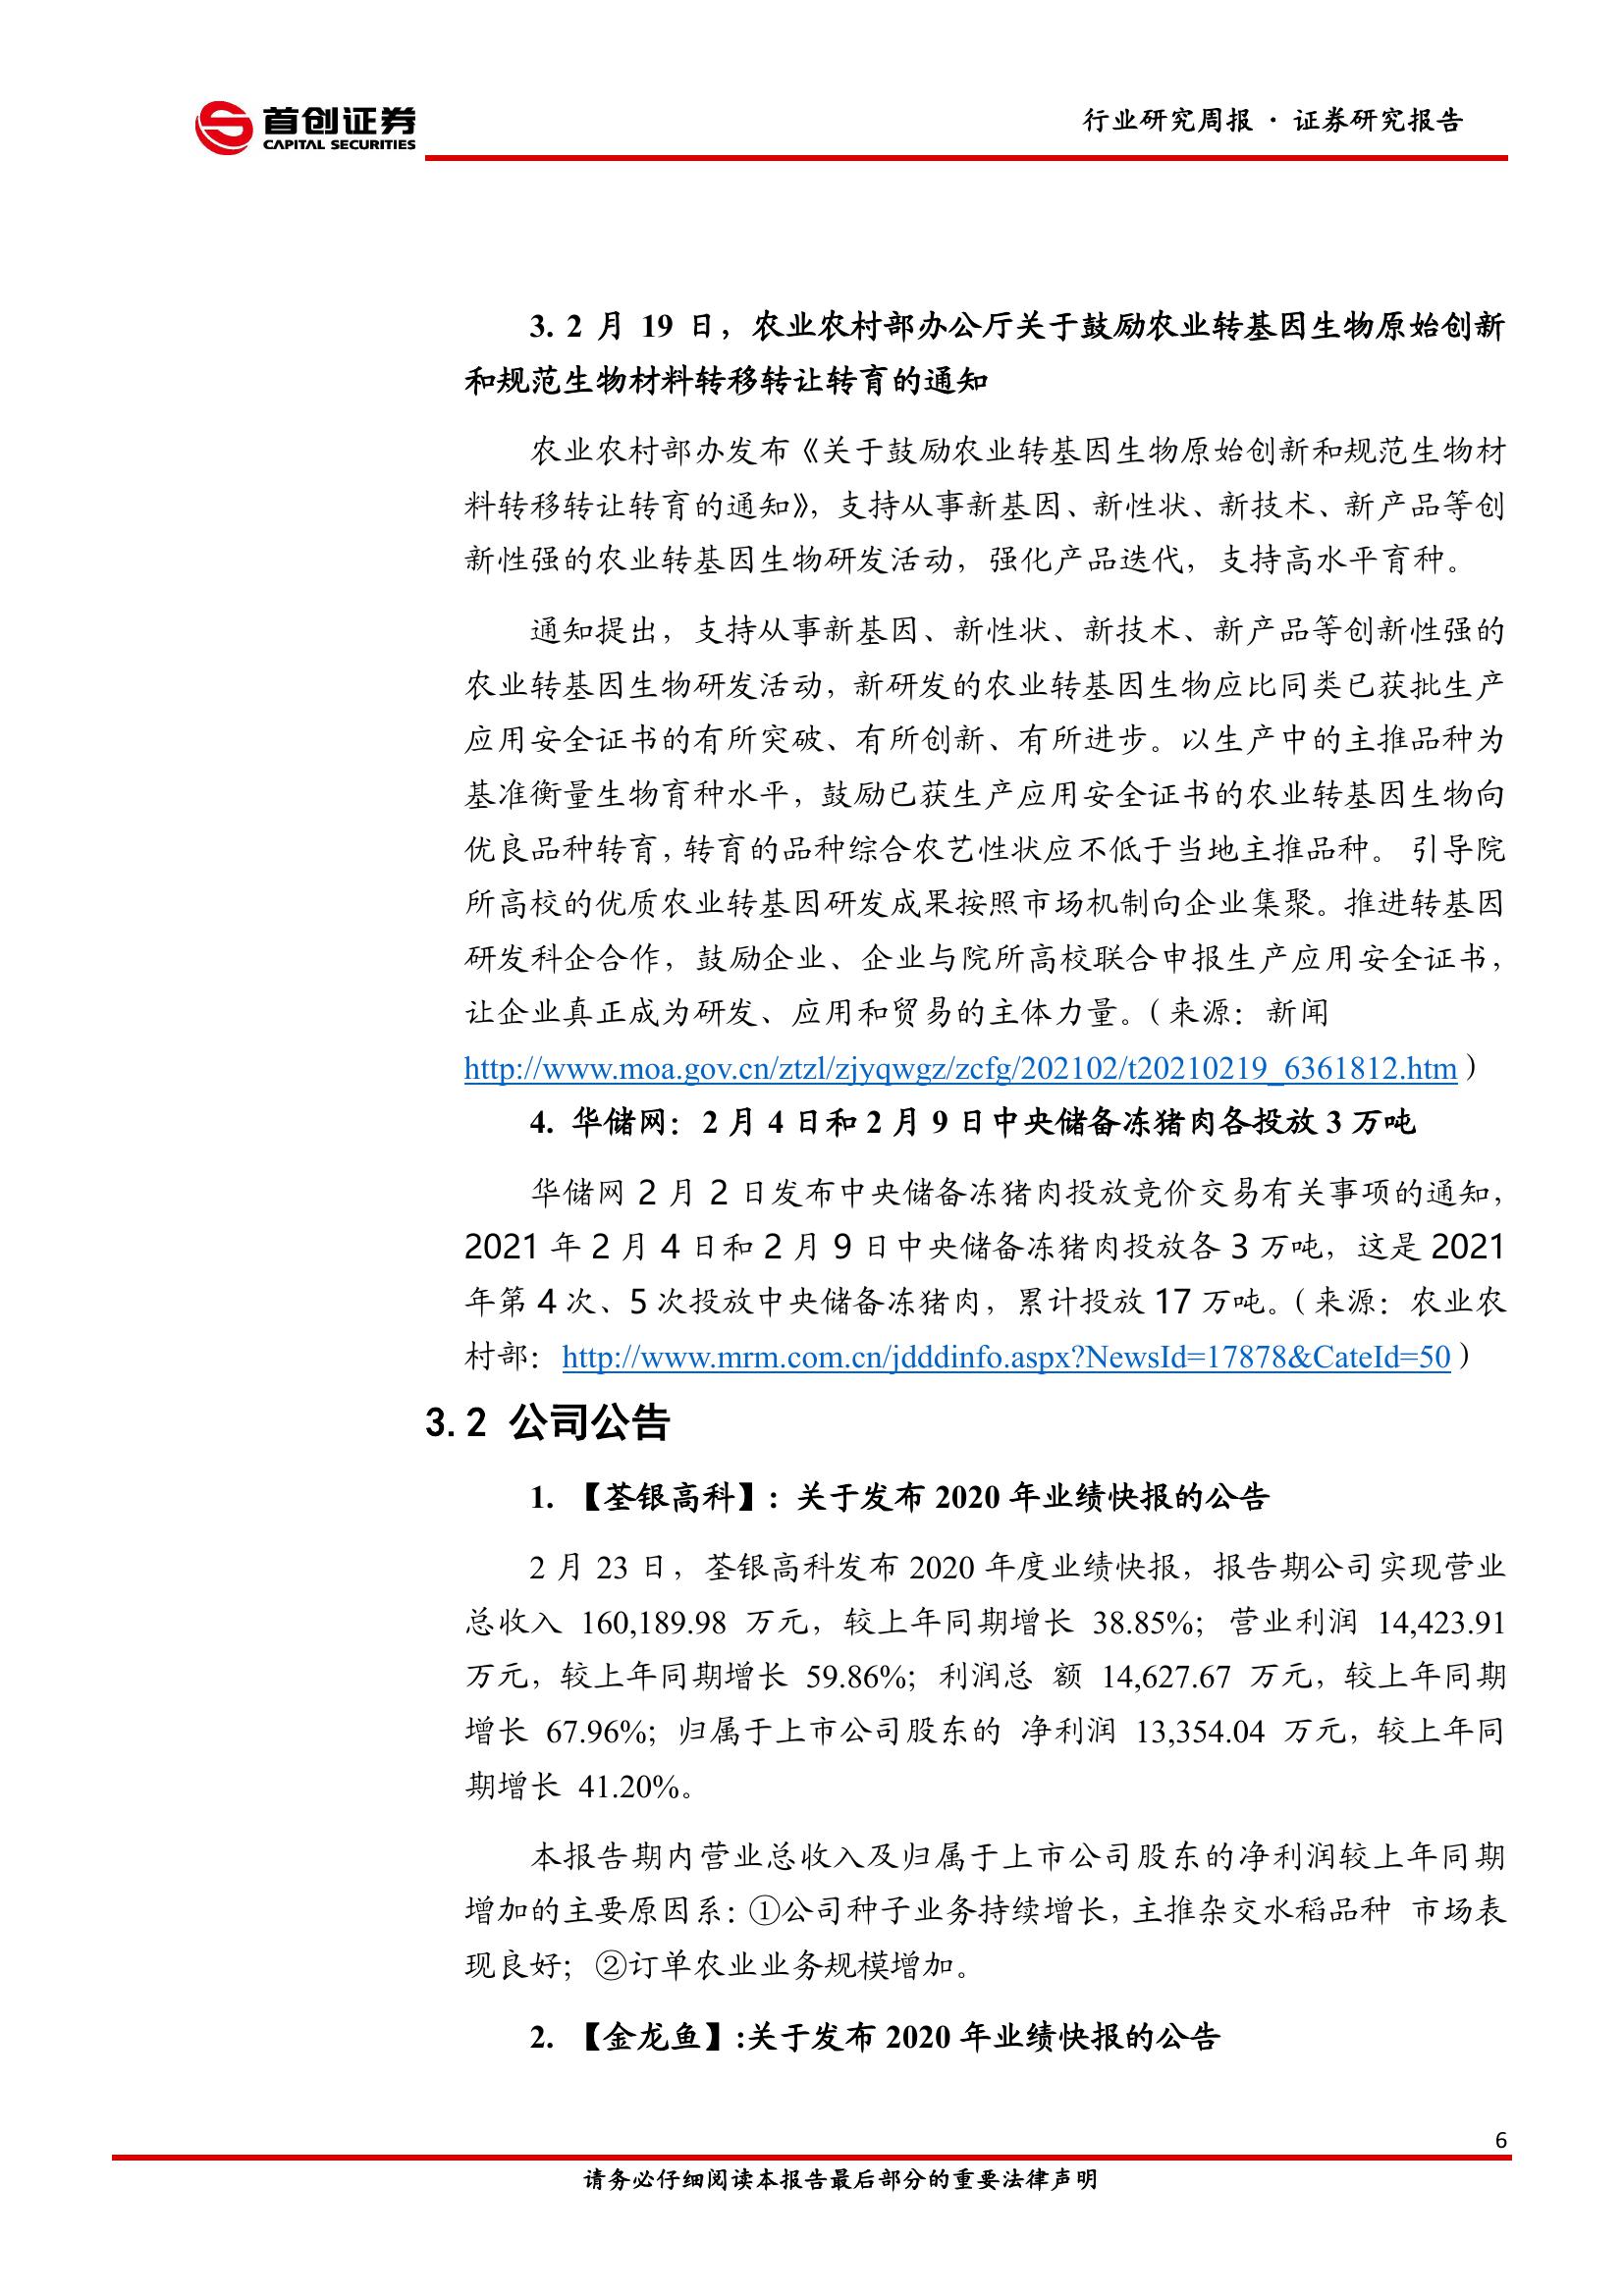 首创证券
CAPITAL SECURITIES
行业研究周报 · 证券研究报告
3. 2 月 19 日，农业农村部办公厅关于鼓励农业转基因生物原始创新
和规范生物材料转移转让转育的通知
农业农村部办发布《关于鼓励农业转基因生物原始创新和规范生物材
料转移转让转育的通知》，支持从事新基因、新性状、新技术、新产品等创
新性强的农业转基因生物研发活动，强化产品迭代，支持高水平育种。
通知提出，支持从事新基因、新性状、新技术、新产品等创新性强的
农业转基因生物研发活动，新研发的农业转基因生物应比同类已获批生产
应用安全证书的有所突破、有所创新、有所进步。以生产中的主推品种为
基准衡量生物育种水平，鼓励已获生产应用安全证书的农业转基因生物向
优良品种转育，转育的品种综合农艺性状应不低于当地主推品种。 引导院
所高校的优质农业转基因研发成果按照市场机制向企业集聚。推进转基因
研发科企合作，鼓励企业、企业与院所高校联合申报生产应用安全证书，
让企业真正成为研发、应用和贸易的主体力量。（来源：新闻
http://www.moa.gov.cn/ztzl/zjyqwgz/zcfg/202102/t20210219_6361812.htm）
4. 华储网：2 月 4 日和 2 月 9 日中央储备冻猪肉各投放 3 万吨
华储网 2 月 2 日发布中央储备冻猪肉投放竞价交易有关事项的通知，
2021 年 2 月 4 日和 2 月 9 日中央储备冻猪肉投放各 3 万吨，这是 2021
年第 4 次、5 次投放中央储备冻猪肉，累计投放 17 万吨。（来源：农业农
村部：http://www.mrm.com.cn/jdddinfo.aspx?NewsId=17878&CateId=50）
3.2 公司公告
1. 【荃银高科】：关于发布 2020 年业绩快报的公告
2 月 23 日，荃银高科发布 2020 年度业绩快报，报告期公司实现营业
总收入 160,189.98 万元，较上年同期增长 38.85%；营业利润 14,423.91
万元，较上年同期增长 59.86%；利润总 额 14,627.67 万元，较上年同期
增长 67.96%；归属于上市公司股东的 净利润 13,354.04 万元，较上年同
期增长 41.20%。
本报告期内营业总收入及归属于上市公司股东的净利润较上年同期
增加的主要原因系：①公司种子业务持续增长，主推杂交水稻品种 市场表
现良好；②订单农业业务规模增加。
2. 【金龙鱼】:关于发布 2020 年业绩快报的公告
6
请务必仔细阅读本报告最后部分的重要法律声明